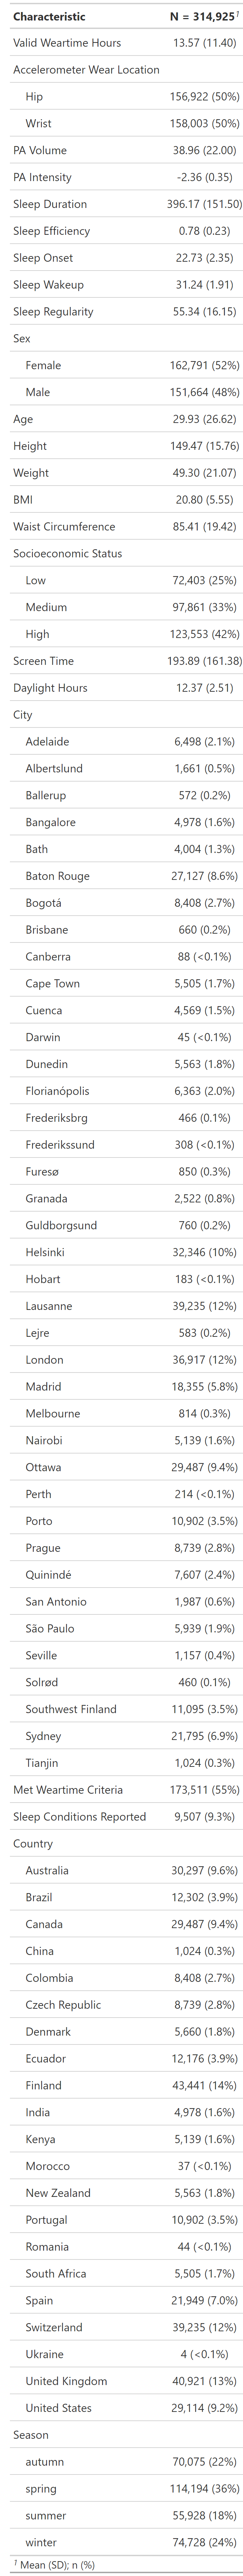 Characteristic N = 314,925¹
Valid Weartime Hours 13.57 (11.40)
Accelerometer Wear Location
Hip 156,922 (50%)
Wrist 158,003 (50%)
PA Volume 38.96 (22.00)
PA Intensity -2.36 (0.35)
Sleep Duration 396.17 (151.50)
Sleep Efficiency 0.78 (0.23)
Sleep Onset 22.73 (2.35)
Sleep Wakeup 31.24 (1.91)
Sleep Regularity 55.34 (16.15)
Sex
Female 162,791 (52%)
Male 151,664 (48%)
Age 29.93 (26.62)
Height 149.47 (15.76)
Weight 49.30 (21.07)
BMI 20.80 (5.55)
Waist Circumference 85.41 (19.42)
Socioeconomic Status
Low 72,403 (25%)
Medium 97,861 (33%)
High 123,553 (42%)
Screen Time 193.89 (161.38)
Daylight Hours 12.37 (2.51)
City
Adelaide 6,498 (2.1%)
Albertslund 1,661 (0.5%)
Ballerup 572 (0.2%)
Bangalore 4,978 (1.6%)
Bath 4,004 (1.3%)
Baton Rouge 27,127 (8.6%)
Bogotá 8,408 (2.7%)
Brisbane 660 (0.2%)
Canberra 88 (<0.1%)
Cape Town 5,505 (1.7%)
Cuenca 4,569 (1.5%)
Darwin 45 (<0.1%)
Dunedin 5,563 (1.8%)
Florianópolis 6,363 (2.0%)
Frederiksbrg 466 (0.1%)
Frederikssund 308 (<0.1%)
Furesø 850 (0.3%)
Granada 2,522 (0.8%)
Guldborgsund 760 (0.2%)
Helsinki 32,346 (10%)
Hobart 183 (<0.1%)
Lausanne 39,235 (12%)
Lejre 583 (0.2%)
London 36,917 (12%)
Madrid 18,355 (5.8%)
Melbourne 814 (0.3%)
Nairobi 5,139 (1.6%)
Ottawa 29,487 (9.4%)
Perth 214 (<0.1%)
Porto 10,902 (3.5%)
Prague 8,739 (2.8%)
Quinindé 7,607 (2.4%)
San Antonio 1,987 (0.6%)
São Paulo 5,939 (1.9%)
Seville 1,157 (0.4%)
Solrød 460 (0.1%)
Southwest Finland 11,095 (3.5%)
Sydney 21,795 (6.9%)
Tianjin 1,024 (0.3%)
Met Weartime Criteria 173,511 (55%)
Sleep Conditions Reported 9,507 (9.3%)
Country
Australia 30,297 (9.6%)
Brazil 12,302 (3.9%)
Canada 29,487 (9.4%)
China 1,024 (0.3%)
Colombia 8,408 (2.7%)
Czech Republic 8,739 (2.8%)
Denmark 5,660 (1.8%)
Ecuador 12,176 (3.9%)
Finland 43,441 (14%)
India 4,978 (1.6%)
Kenya 5,139 (1.6%)
Morocco 37 (<0.1%)
New Zealand 5,563 (1.8%)
Portugal 10,902 (3.5%)
Romania 44 (<0.1%)
South Africa 5,505 (1.7%)
Spain 21,949 (7.0%)
Switzerland 39,235 (12%)
Ukraine 4 (<0.1%)
United Kingdom 40,921 (13%)
United States 29,114 (9.2%)
Season
autumn 70,075 (22%)
spring 114,194 (36%)
summer 55,928 (18%)
winter 74,728 (24%)
¹ Mean (SD); n (%)